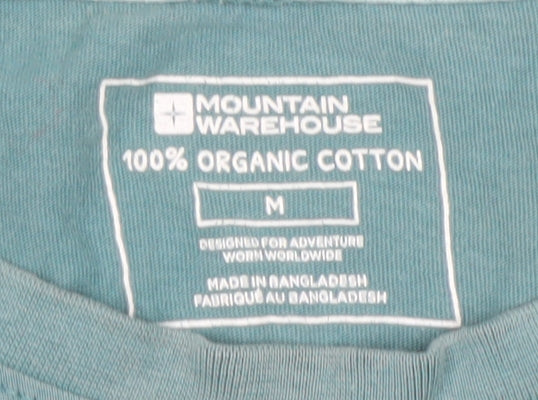 MOUNTAIN
WAREHOUSE
100% ORGANIC COTTON
M
DESIGNED FOR ADVENTURE
WORN WORLDWIDE
MADE IN BANGLADESH
FABRIQUÉ AU BANGLADESH